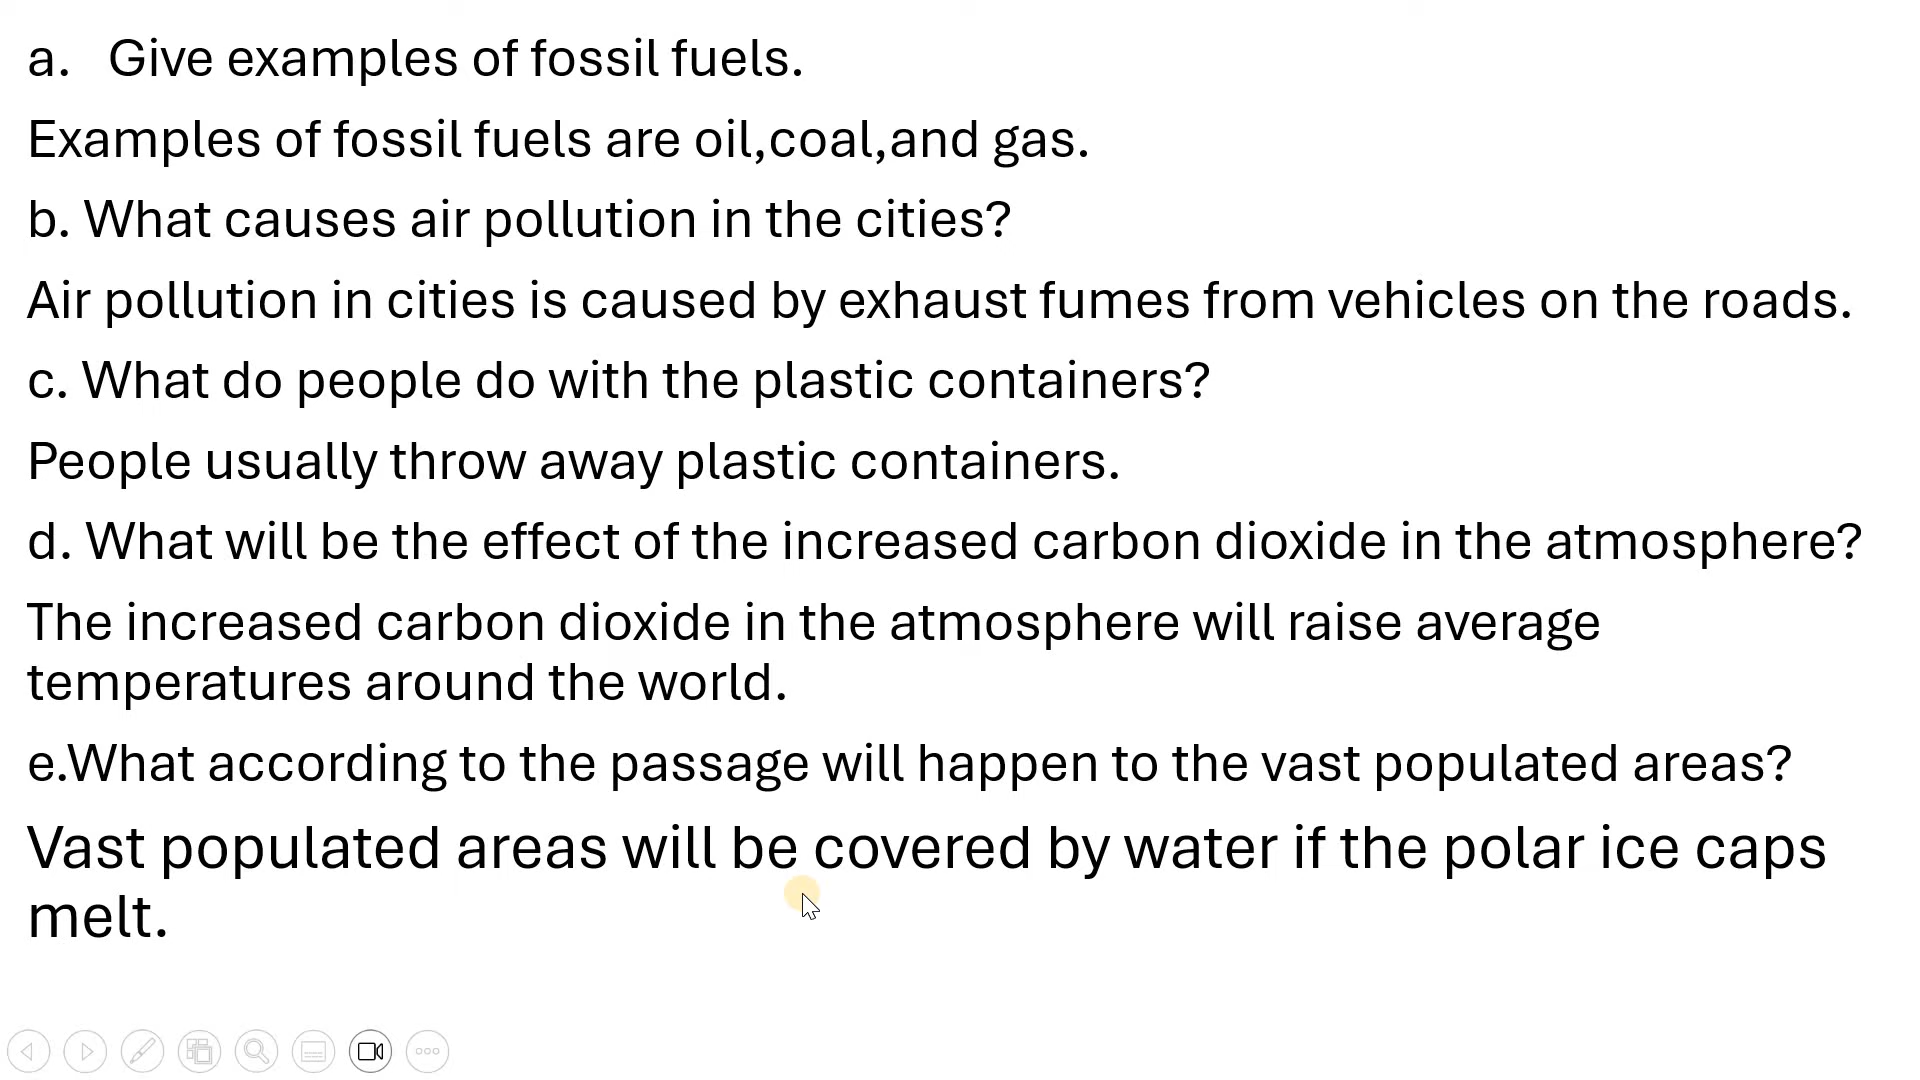 a. Give examples of fossil fuels.
Examples of fossil fuels are oil,coal,and gas.
b. What causes air pollution in the cities?
Air pollution in cities is caused by exhaust fumes from vehicles on the roads.
c. What do people do with the plastic containers?
People usually throw away plastic containers.
d. What will be the effect of the increased carbon dioxide in the atmosphere?
The increased carbon dioxide in the atmosphere will raise average
temperatures around the world.
e.What according to the passage will happen to the vast populated areas?
Vast populated areas will be covered by water if the polar ice caps
melt.